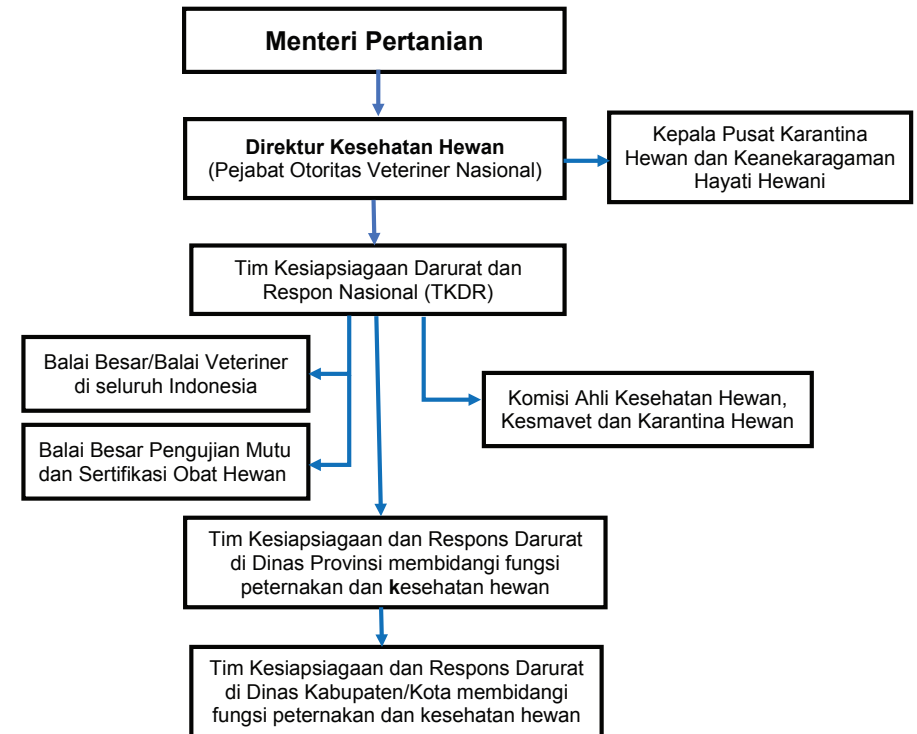 Menteri Pertanian
Direktur Kesehatan Hewan
(Pejabat Otoritas Veteriner Nasional)
Kepala Pusat Karantina
Hewan dan Keanekaragaman
Hayati Hewani
Tim Kesiapsiagaan Darurat dan
Respon Nasional (TKDR)
Balai Besar/Balai Veteriner
di seluruh Indonesia
Komisi Ahli Kesehatan Hewan,
Kesmavet dan Karantina Hewan
Balai Besar Pengujian Mutu
dan Sertifikasi Obat Hewan
Tim Kesiapsiagaan dan Respons Darurat
di Dinas Provinsi membidangi fungsi
peternakan dan kesehatan hewan
Tim Kesiapsiagaan dan Respons Darurat
di Dinas Kabupaten/Kota membidangi
fungsi peternakan dan kesehatan hewan